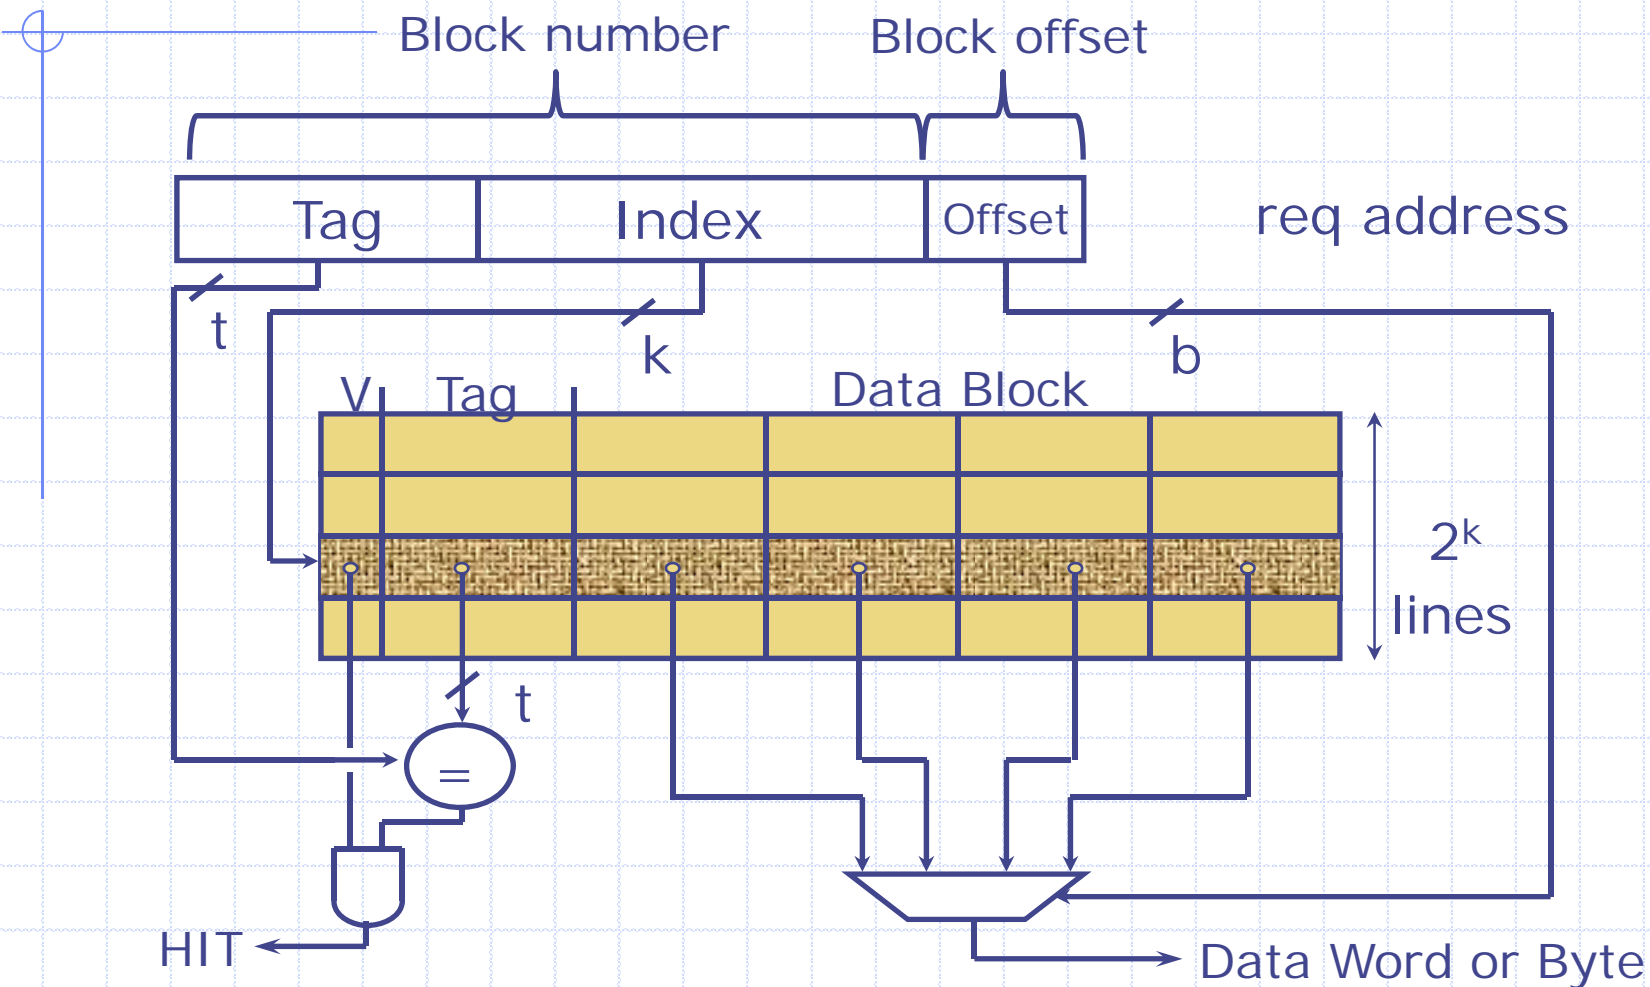 Block number
Block offset
Tag
Index
Offset
req address
t
k
b
V
Tag
Data Block
2ᵏ
lines
t
=
HIT
Data Word or Byte